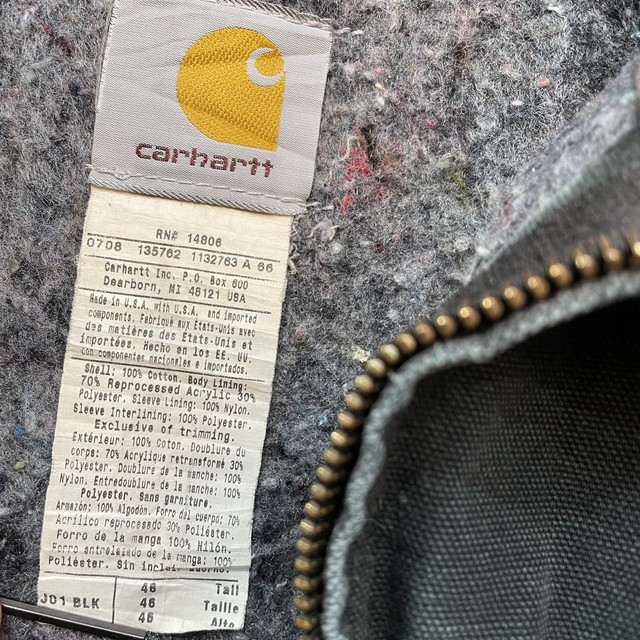 carhartt
RN# 14806
0708 135762 1132763 A 66
Carhartt Inc. P.O. Box 600
Dearborn, MI 48121 USA
Made in U.S.A. with U.S.A. and imported
components. Fabriqué aux États-Unis avec
des matières des États-Unis et
importées. Hecho en los EE. UU.
con componentes nacionales e importados.
Shell: 100% Cotton. Body Lining:
70% Reprocessed Acrylic 30%
Polyester. Sleeve Lining: 100% Nylon.
Sleeve Interlining: 100% Polyester.
Exclusive of trimming.
Extérieur: 100% Coton. Doublure du
corps: 70% Acrylique retransformé 30%
Polyester. Doublure de la manche: 100%
Nylon. Entredoublure de la manche: 100%
Polyester. Sans garniture.
Armazón: 100% Algodón. Forro del cuerpo: 70%
Acrílico reprocesado 30% Poliéster.
Forro de la manga 100% Nilón.
Forro entrelazado de la manga: 100%
Poliéster. Sin incluir adorno.
46 Tall
J01 BLK 46 Taille
46 Alto